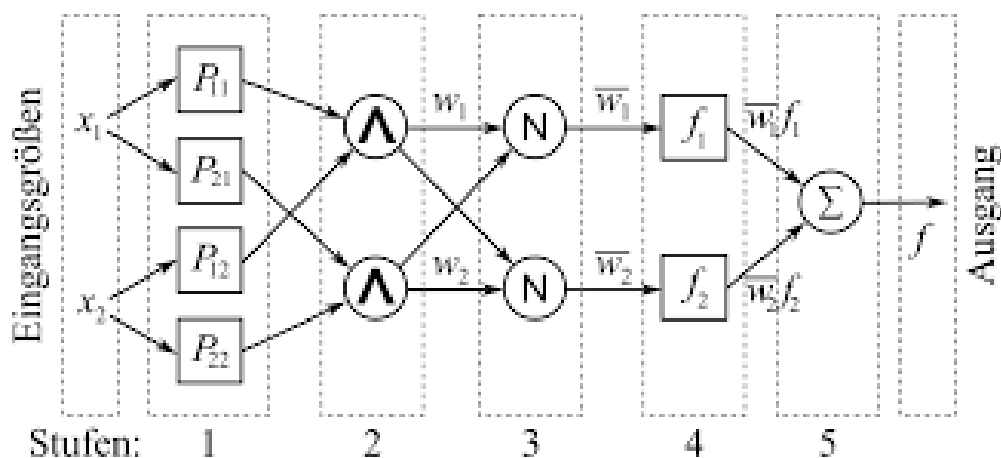 Eingangsgrößen
x₁
x₂
P₁₁
P₂₁
P₁₂
P₂₂
Λ
Λ
w₁
w₂
N
N
w̅₁
w̅₂
f₁
f₂
w̅₁f₁
w̅₂f₂
Σ
f
Ausgang
Stufen: 1 2 3 4 5